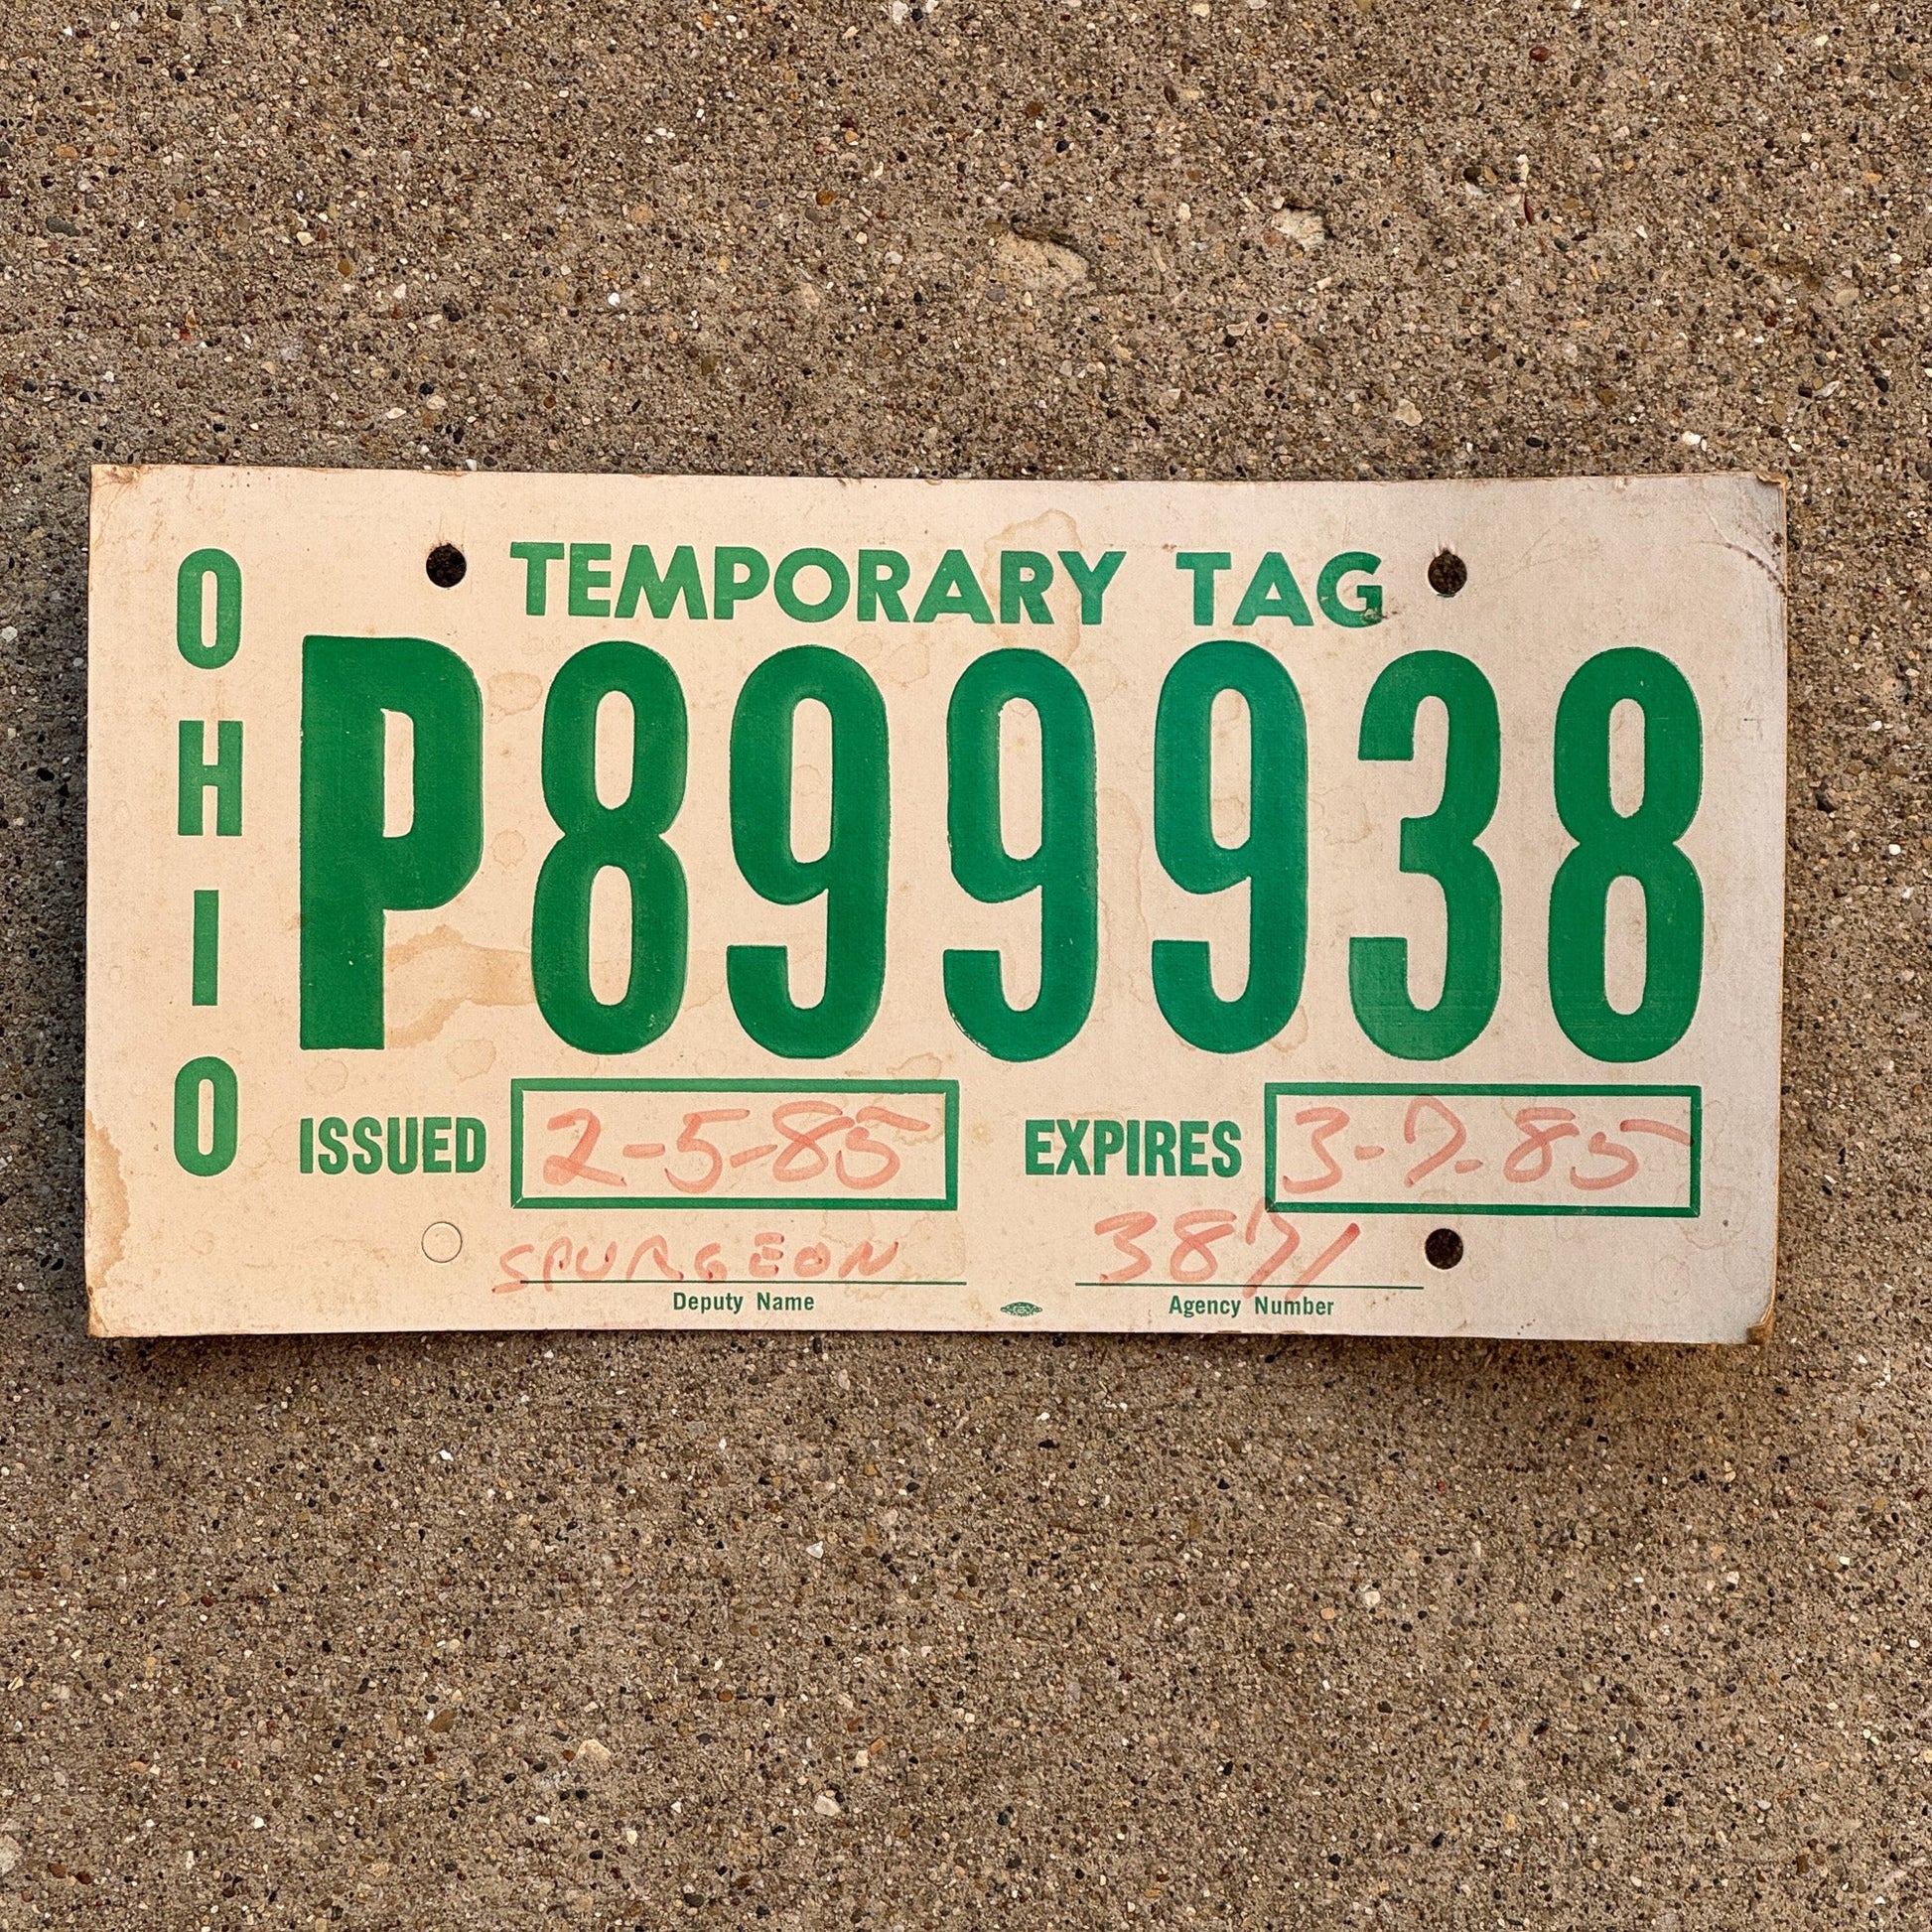 OHIO
TEMPORARY TAG
P899938
ISSUED 2-5-85 EXPIRES 3-7-85
SPURGEON 3871
Deputy Name Agency Number